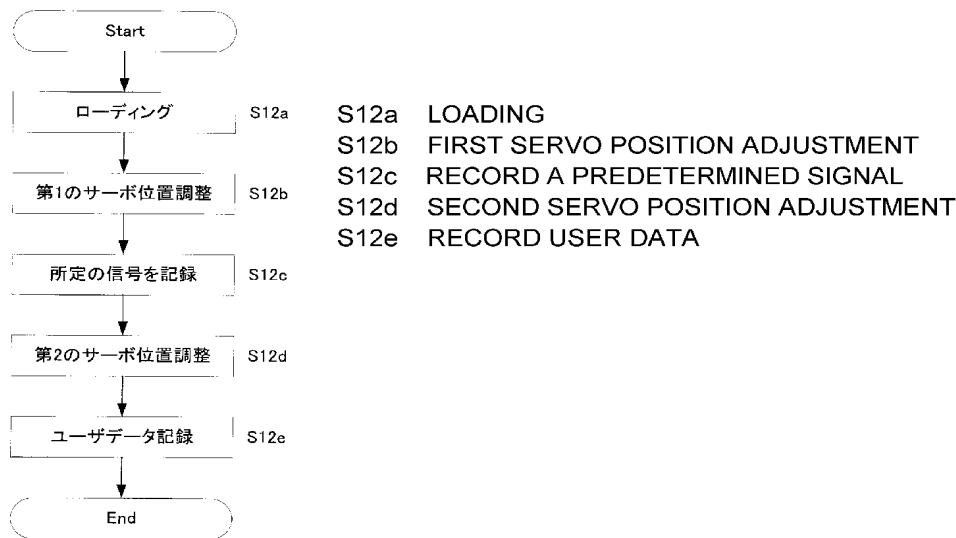 Start
ローディング S12a
第1のサーボ位置調整 S12b
所定の信号を記録 S12c
第2のサーボ位置調整 S12d
ユーザデータ記録 S12e
End
S12a LOADING
S12b FIRST SERVO POSITION ADJUSTMENT
S12c RECORD A PREDETERMINED SIGNAL
S12d SECOND SERVO POSITION ADJUSTMENT
S12e RECORD USER DATA